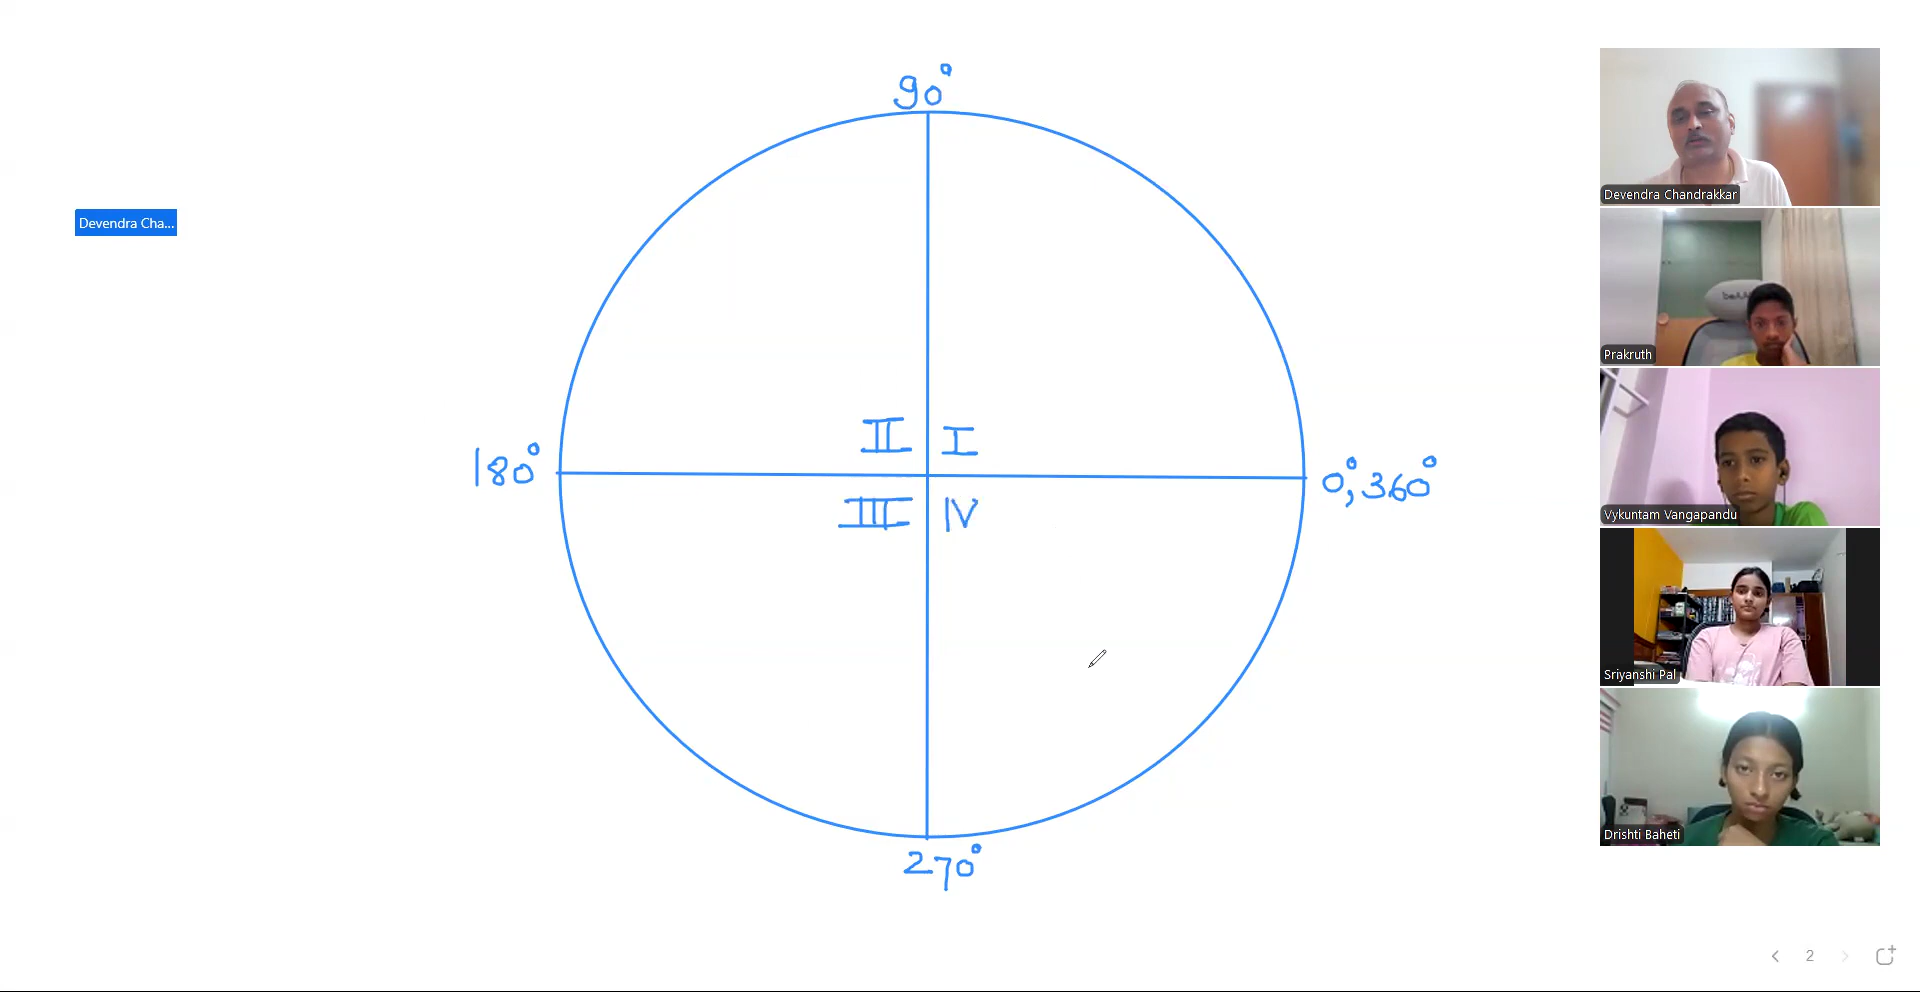 90°
Devendra Cha...
Devendra Chandrakkar
Prakruth
II I
180° 0°, 360°
III IV
Vykuntam Vangapandu
Sriyanshi Pal
Drishti Baheti
270°
2